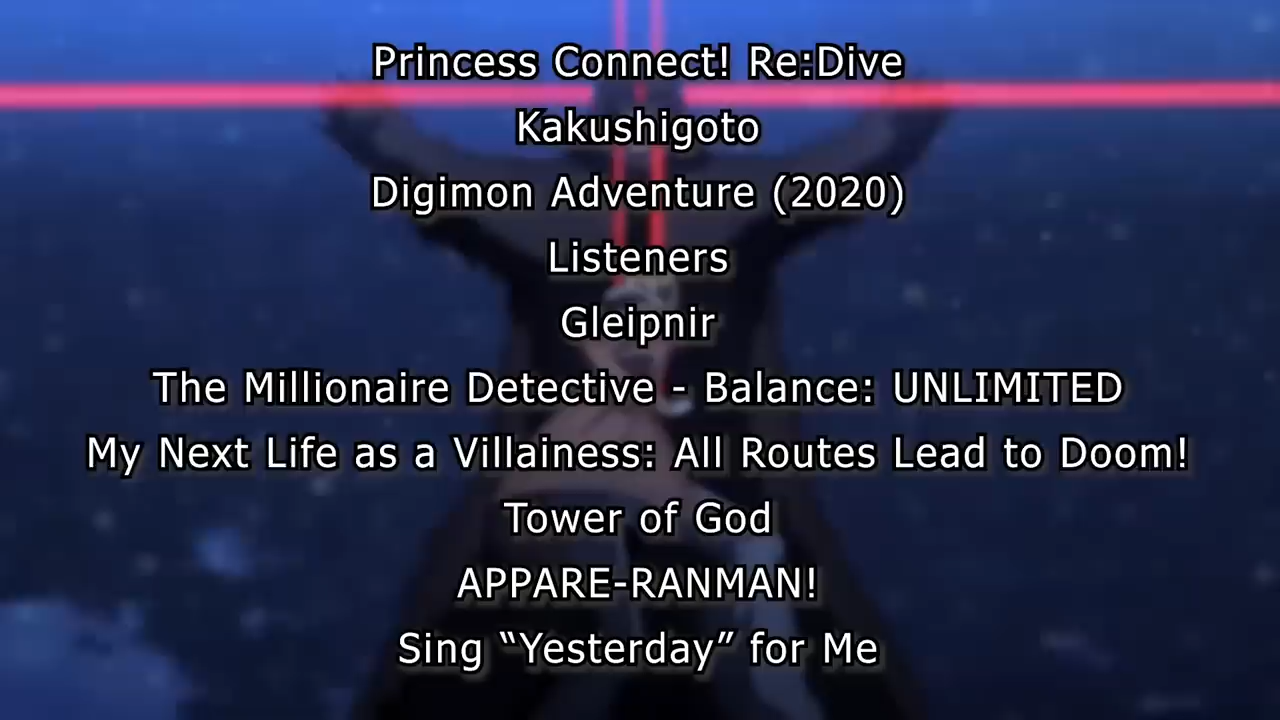 Princess Connect! Re:Dive
Kakushigoto
Digimon Adventure (2020)
Listeners
Gleipnir
The Millionaire Detective - Balance: UNLIMITED
My Next Life as a Villainess: All Routes Lead to Doom!
Tower of God
APPARE-RANMAN!
Sing “Yesterday” for Me